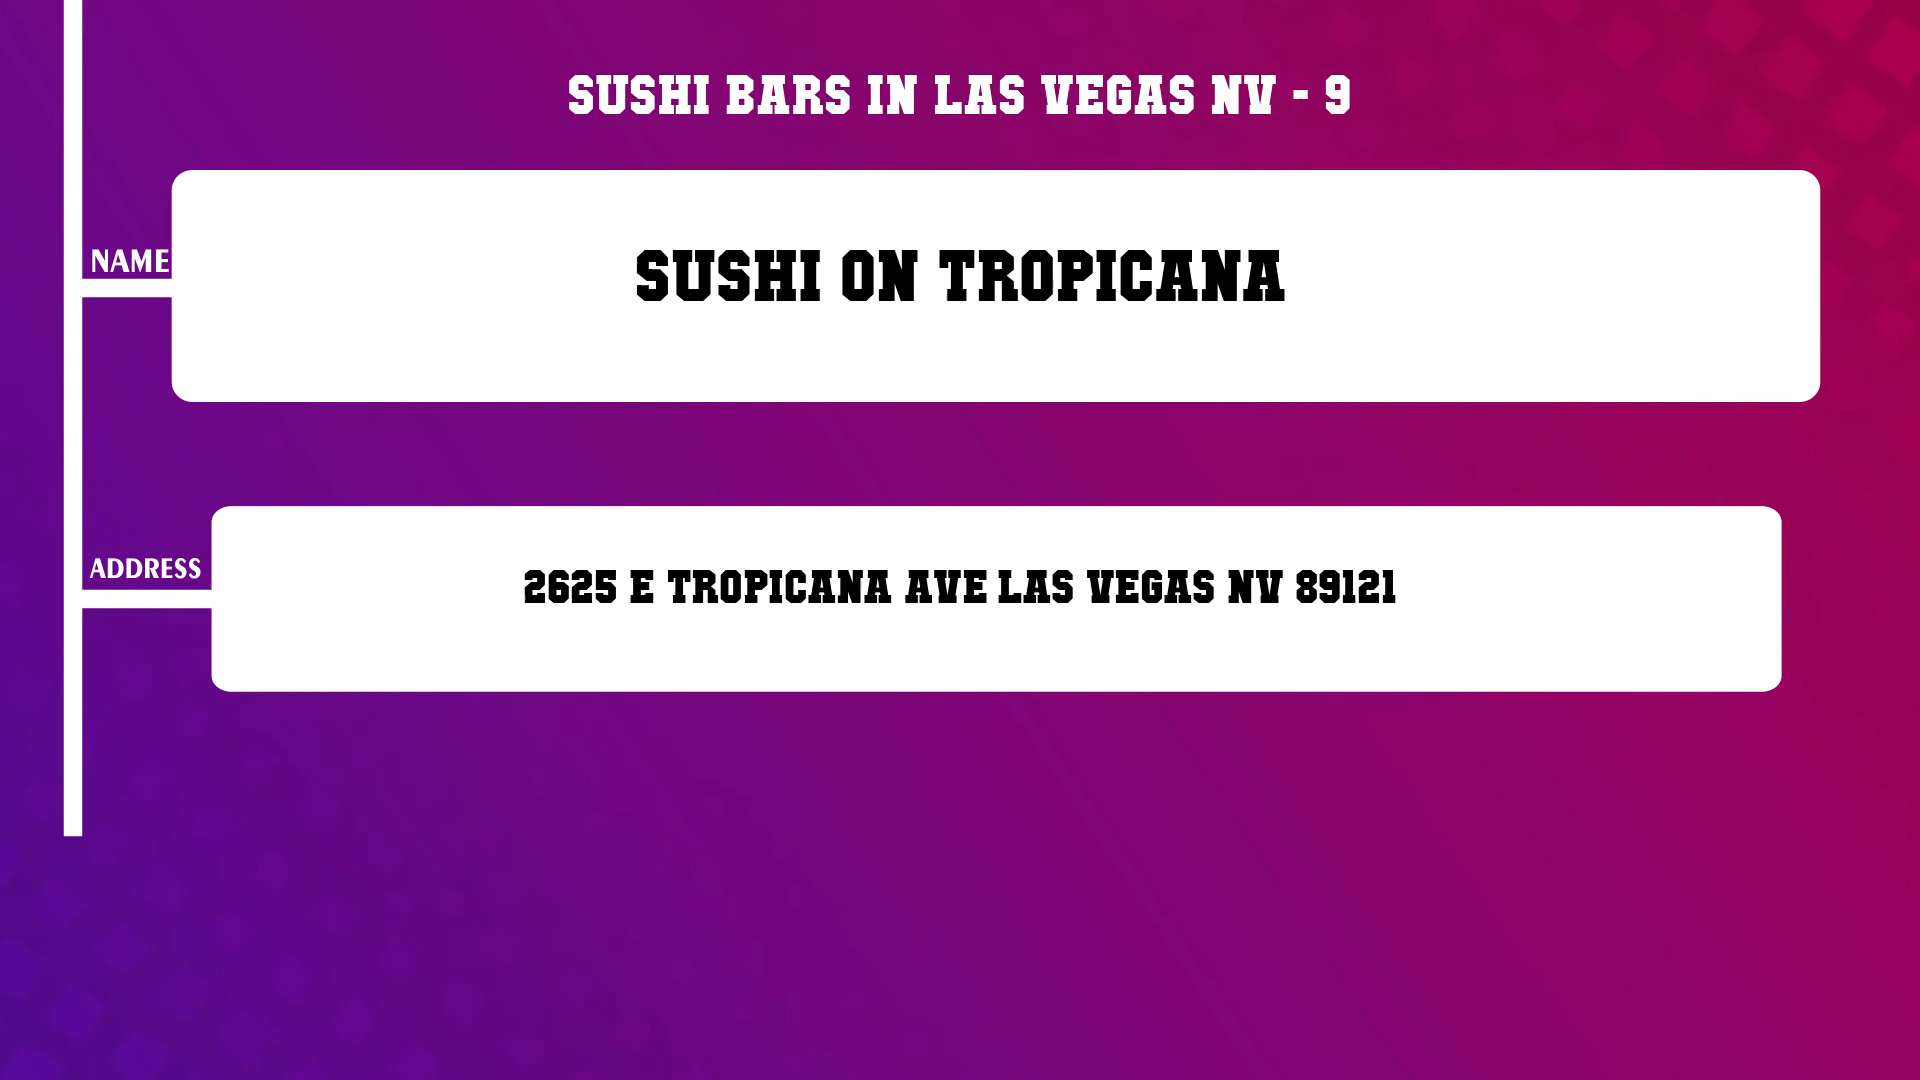 SUSHI BARS IN LAS VEGAS NV - 9
NAME
SUSHI ON TROPICANA
ADDRESS
2625 E TROPICANA AVE LAS VEGAS NV 89121